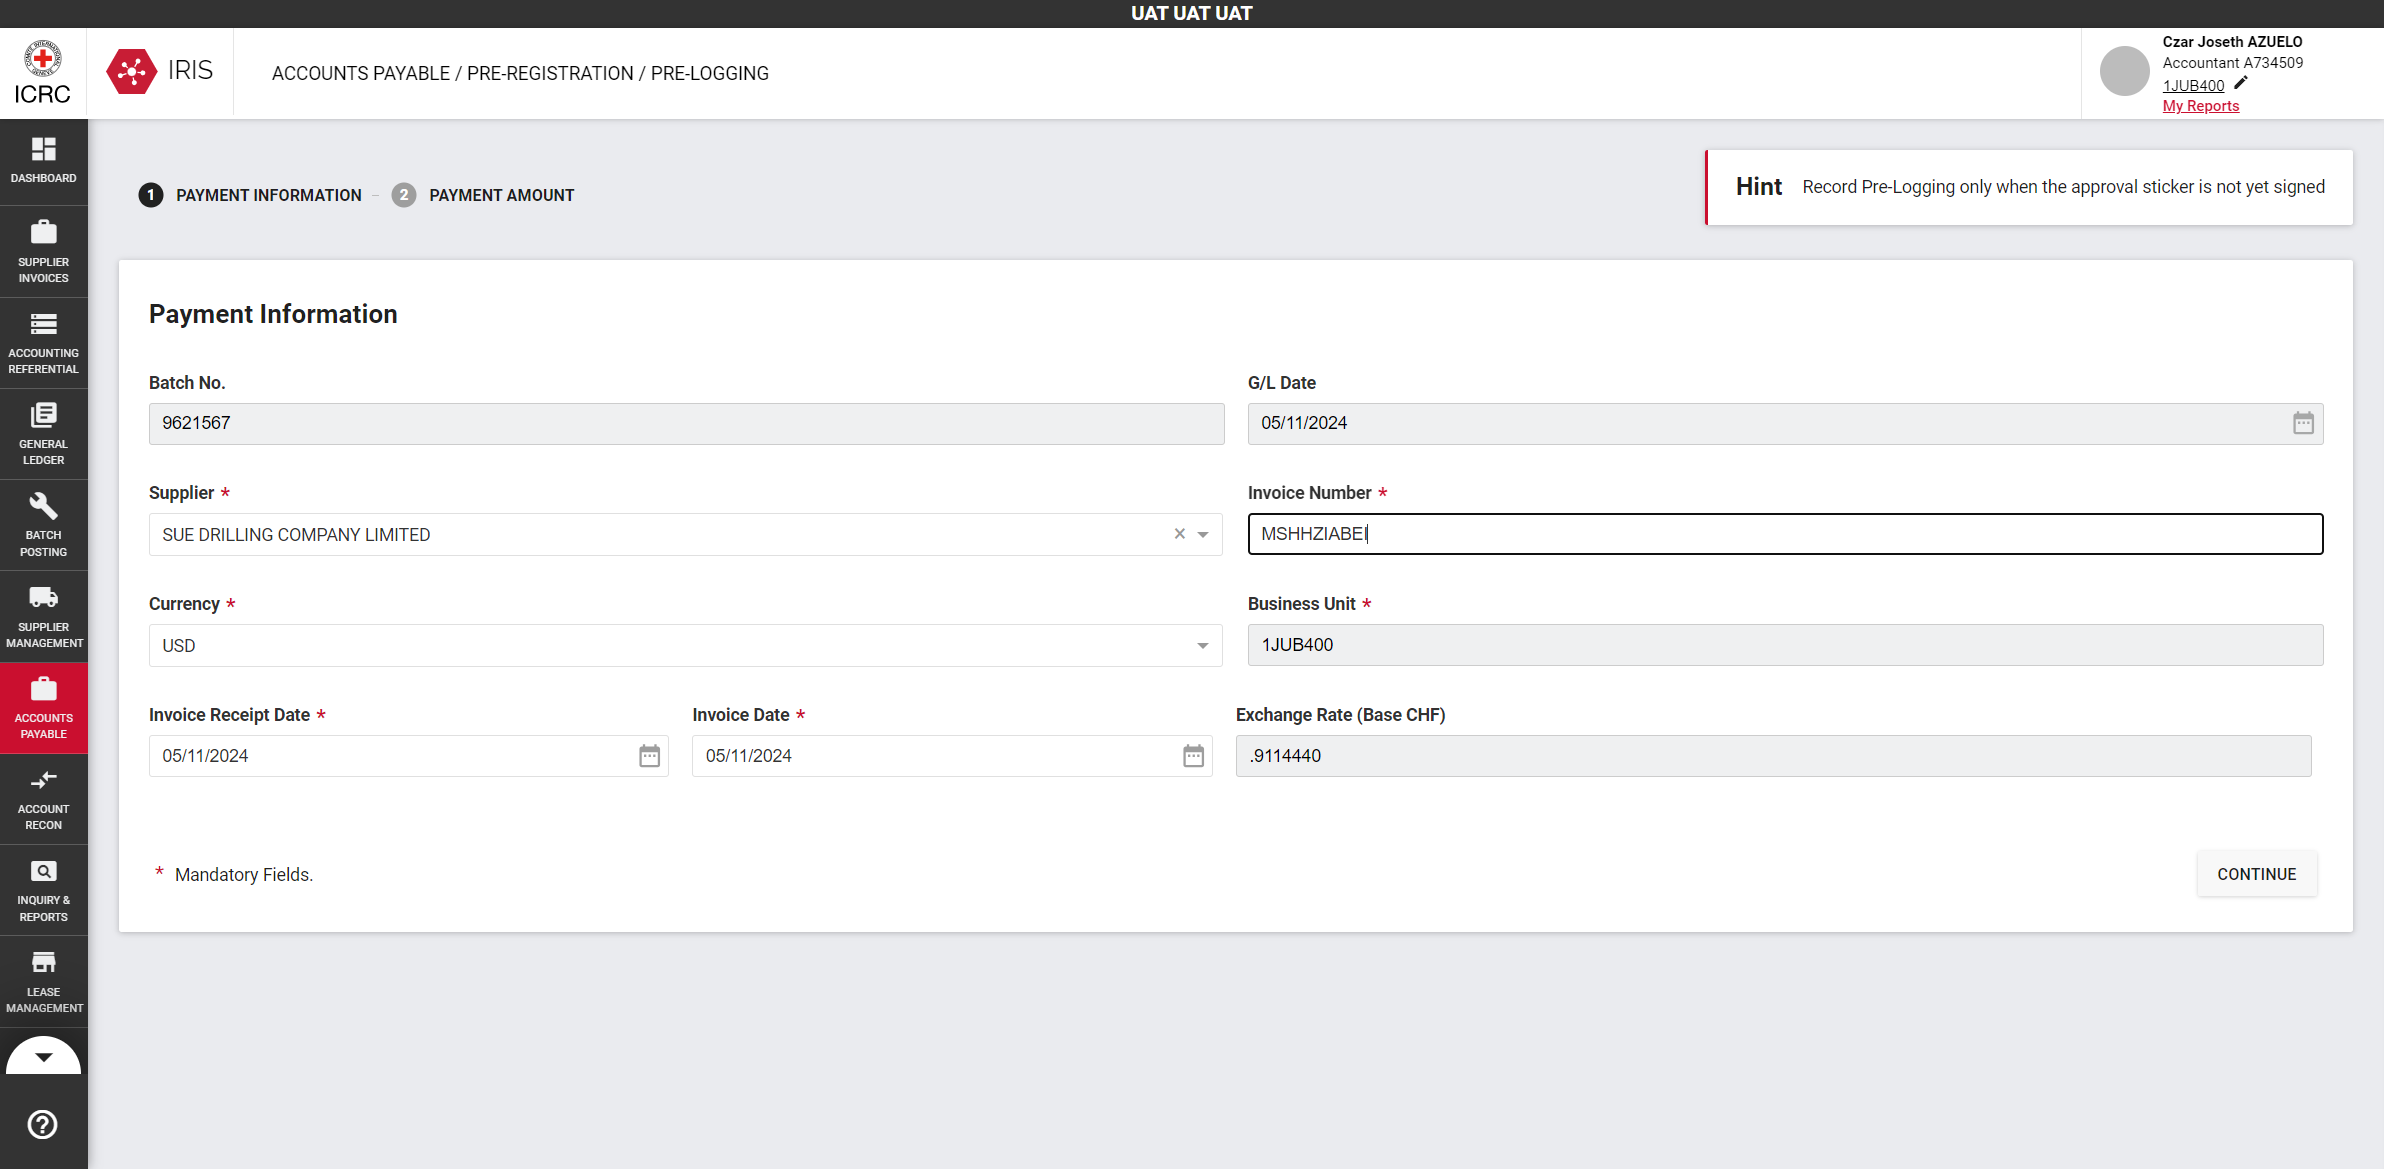 UAT UAT UAT
ICRC
IRIS
ACCOUNTS PAYABLE / PRE-REGISTRATION / PRE-LOGGING
Czar Joseth AZUELO
Accountant A734509
1JUB400
My Reports
DASHBOARD
SUPPLIER
INVOICES
ACCOUNTING
REFERENTIAL
GENERAL
LEDGER
BATCH
POSTING
SUPPLIER
MANAGEMENT
ACCOUNTS
PAYABLE
ACCOUNT
RECON
INQUIRY &
REPORTS
LEASE
MANAGEMENT
1 PAYMENT INFORMATION – 2 PAYMENT AMOUNT
Hint Record Pre-Logging only when the approval sticker is not yet signed
Payment Information
Batch No.
9621567
G/L Date
05/11/2024
Supplier *
SUE DRILLING COMPANY LIMITED
Invoice Number *
MSHHZIABEI
Currency *
USD
Business Unit *
1JUB400
Invoice Receipt Date *
05/11/2024
Invoice Date *
05/11/2024
Exchange Rate (Base CHF)
.9114440
* Mandatory Fields.
CONTINUE